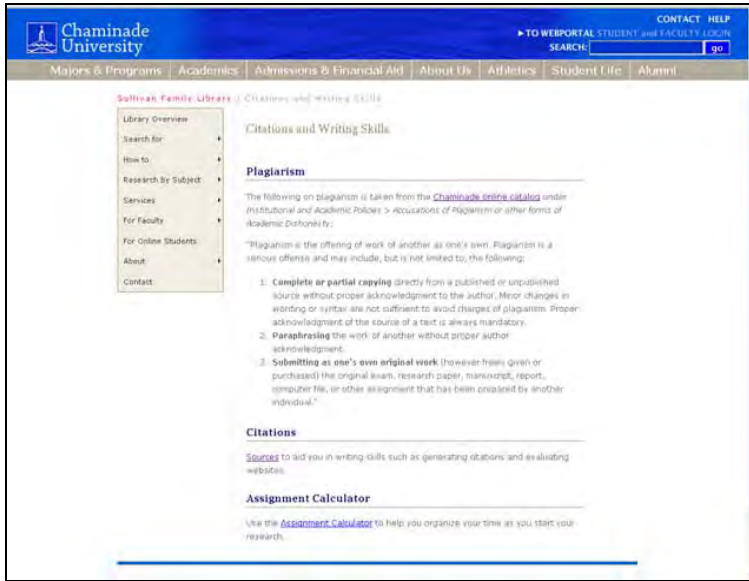 CONTACT HELP
Chaminade
University
▸ TO WEBPORTAL STUDENT and FACULTY LOGIN
SEARCH: go
Majors & Programs Academics Admissions & Financial Aid About Us Athletics Student Life Alumni
Sullivan Family Library : Citations and Writing Skills
Library Overview
Search for
How to
Research by Subject
Services
For Faculty
For Online Students
About
Contact
Citations and Writing Skills
Plagiarism
The following on plagiarism is taken from the Chaminade online catalog under
Institutional and Academic Policies > Accusations of Plagiarism or other forms of
Academic Dishonesty:
"Plagiarism is the offering of work of another as one's own. Plagiarism is a
serious offense and may include, but is not limited to, the following:
1. Complete or partial copying directly from a published or unpublished
source without proper acknowledgment to the author. Minor changes in
wording or syntax are not sufficient to avoid charges of plagiarism. Proper
acknowledgment of the source of a text is always mandatory.
2. Paraphrasing the work of another without proper author
acknowledgment.
3. Submitting as one's own original work (however freely given or
purchased) the original exam, research paper, manuscript, report,
computer file, or other assignment that has been prepared by another
individual."
Citations
Sources to aid you in writing skills such as generating citations and evaluating
websites.
Assignment Calculator
Use the Assignment Calculator to help you organize your time as you start your
research.